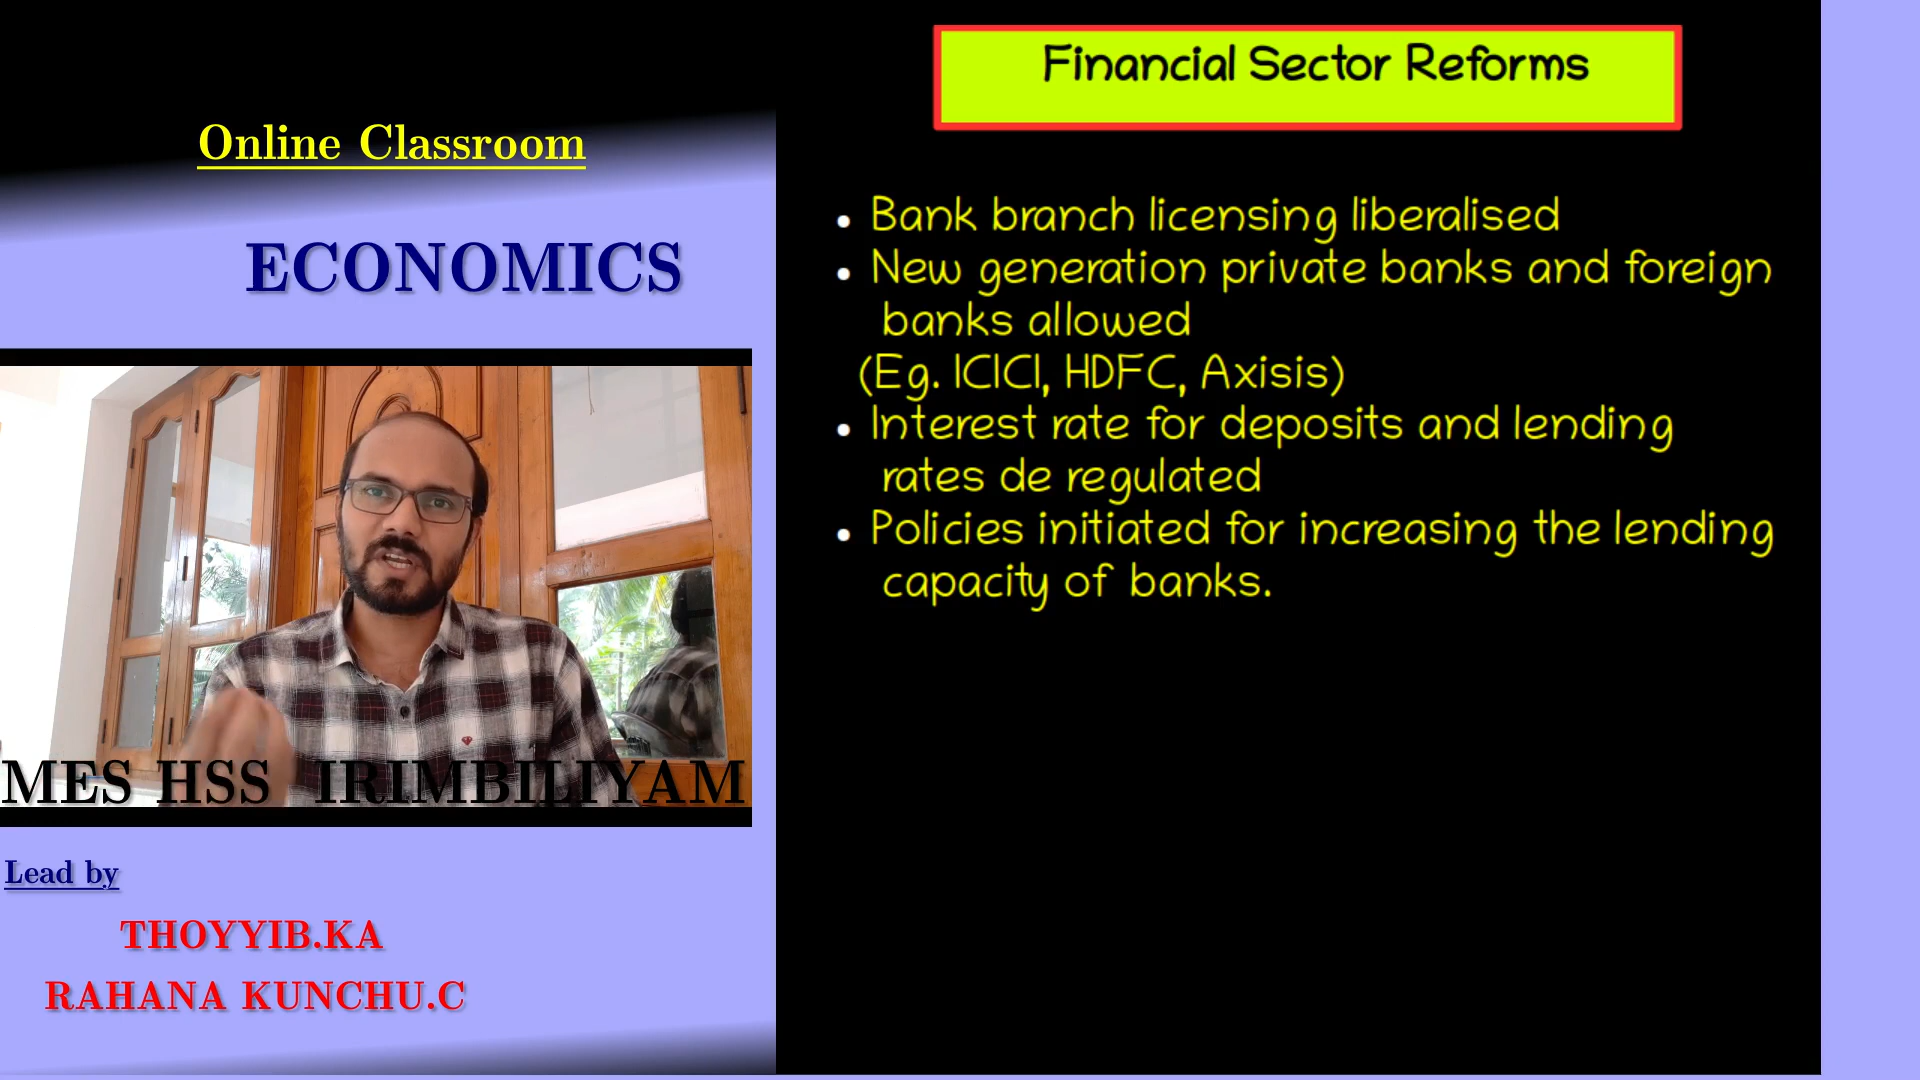 Online Classroom
ECONOMICS
MES HSS IRIMBILIYAM
Lead by
THOYYIB.KA
RAHANA KUNCHU.C
Financial Sector Reforms
• Bank branch licensing liberalised
• New generation private banks and foreign
banks allowed
(Eg. ICICI, HDFC, Axisis)
• Interest rate for deposits and lending
rates de regulated
• Policies initiated for increasing the lending
capacity of banks.